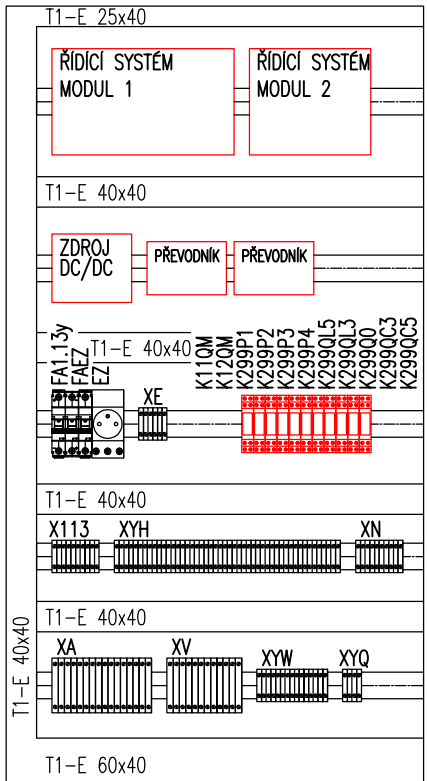 T1-E 25x40
ŘÍDÍCÍ SYSTÉM
MODUL 1
ŘÍDÍCÍ SYSTÉM
MODUL 2
T1-E 40x40
ZDROJ
DC/DC
PŘEVODNÍK
PŘEVODNÍK
T1-E 40x40
FA1.13y
FAEZ
EZ
XE
K11QM
K12QM
K299P1
K299P2
K299P3
K299P4
K299QL5
K299QL3
K299Q0
K299QC3
K299QC5
T1-E 40x40
X113
XYH
XN
T1-E 40x40
T1-E 40x40
XA
XV
XYW
XYQ
T1-E 60x40